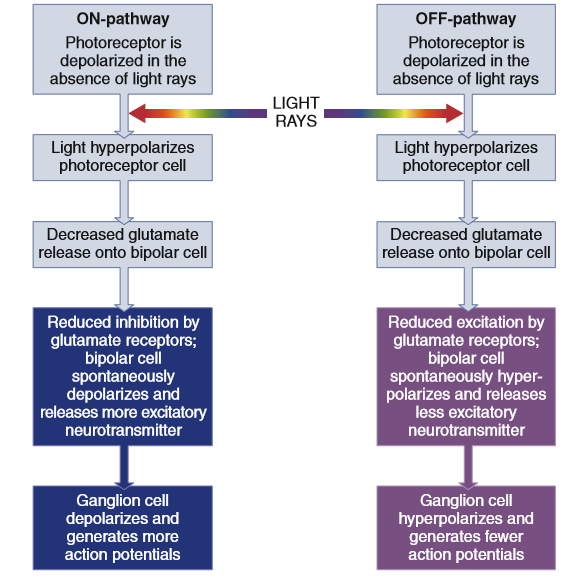 ON-pathway
Photoreceptor is
depolarized in the
absence of light rays
OFF-pathway
Photoreceptor is
depolarized in the
absence of light rays
LIGHT
RAYS
Light hyperpolarizes
photoreceptor cell
Light hyperpolarizes
photoreceptor cell
Decreased glutamate
release onto bipolar cell
Decreased glutamate
release onto bipolar cell
Reduced inhibition by
glutamate receptors;
bipolar cell
spontaneously
depolarizes and
releases more excitatory
neurotransmitter
Reduced excitation by
glutamate receptors;
bipolar cell
spontaneously hyper-
polarizes and releases
less excitatory
neurotransmitter
Ganglion cell
depolarizes and
generates more
action potentials
Ganglion cell
hyperpolarizes and
generates fewer
action potentials